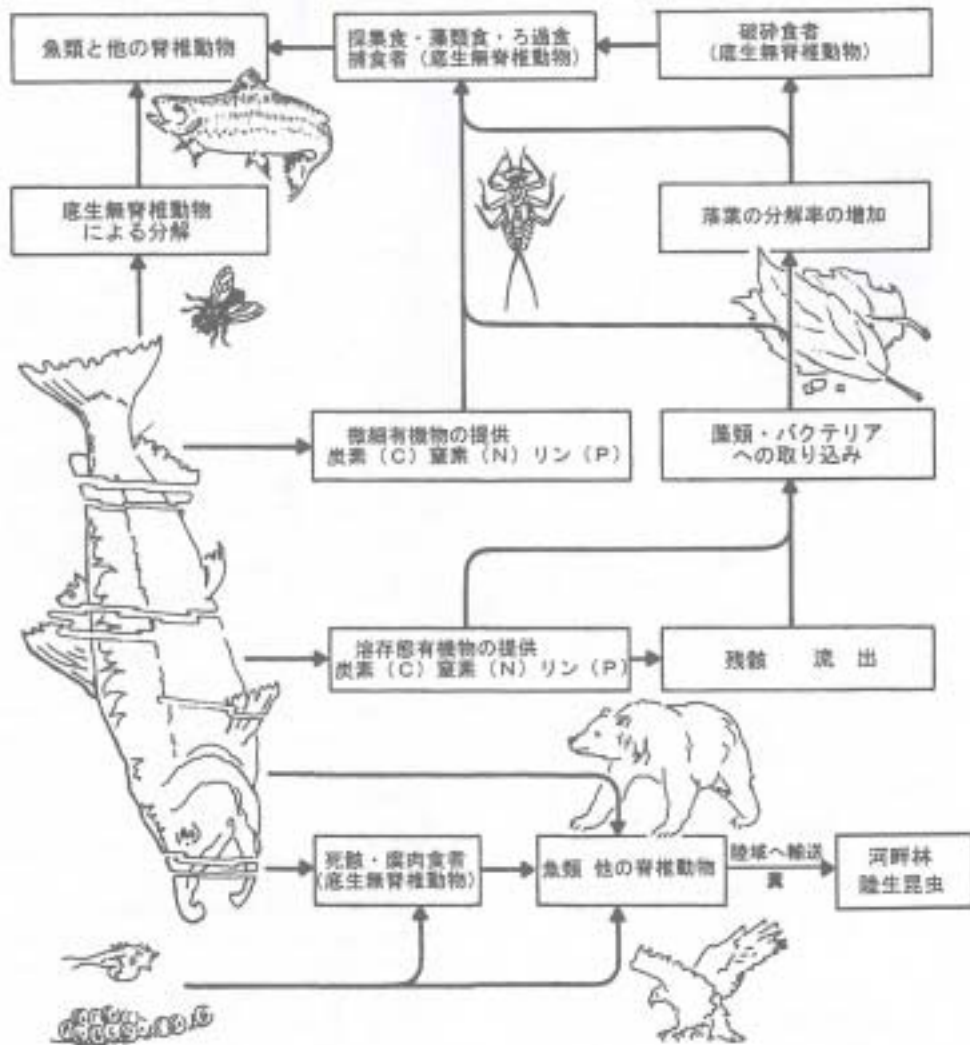 魚類と他の脊椎動物
採集食・藻類食・ろ過食
捕食者（底生無脊椎動物）
破砕食者
（底生無脊椎動物）
底生無脊椎動物
による分解
落葉の分解率の増加
微細有機物の提供
炭素（C）窒素（N）リン（P）
藻類・バクテリア
への取り込み
溶存態有機物の提供
炭素（C）窒素（N）リン（P）
残骸 流 出
死骸・腐肉食者
（底生無脊椎動物）
魚類 他の脊椎動物
陸域へ輸送
糞
河畔林
陸生昆虫